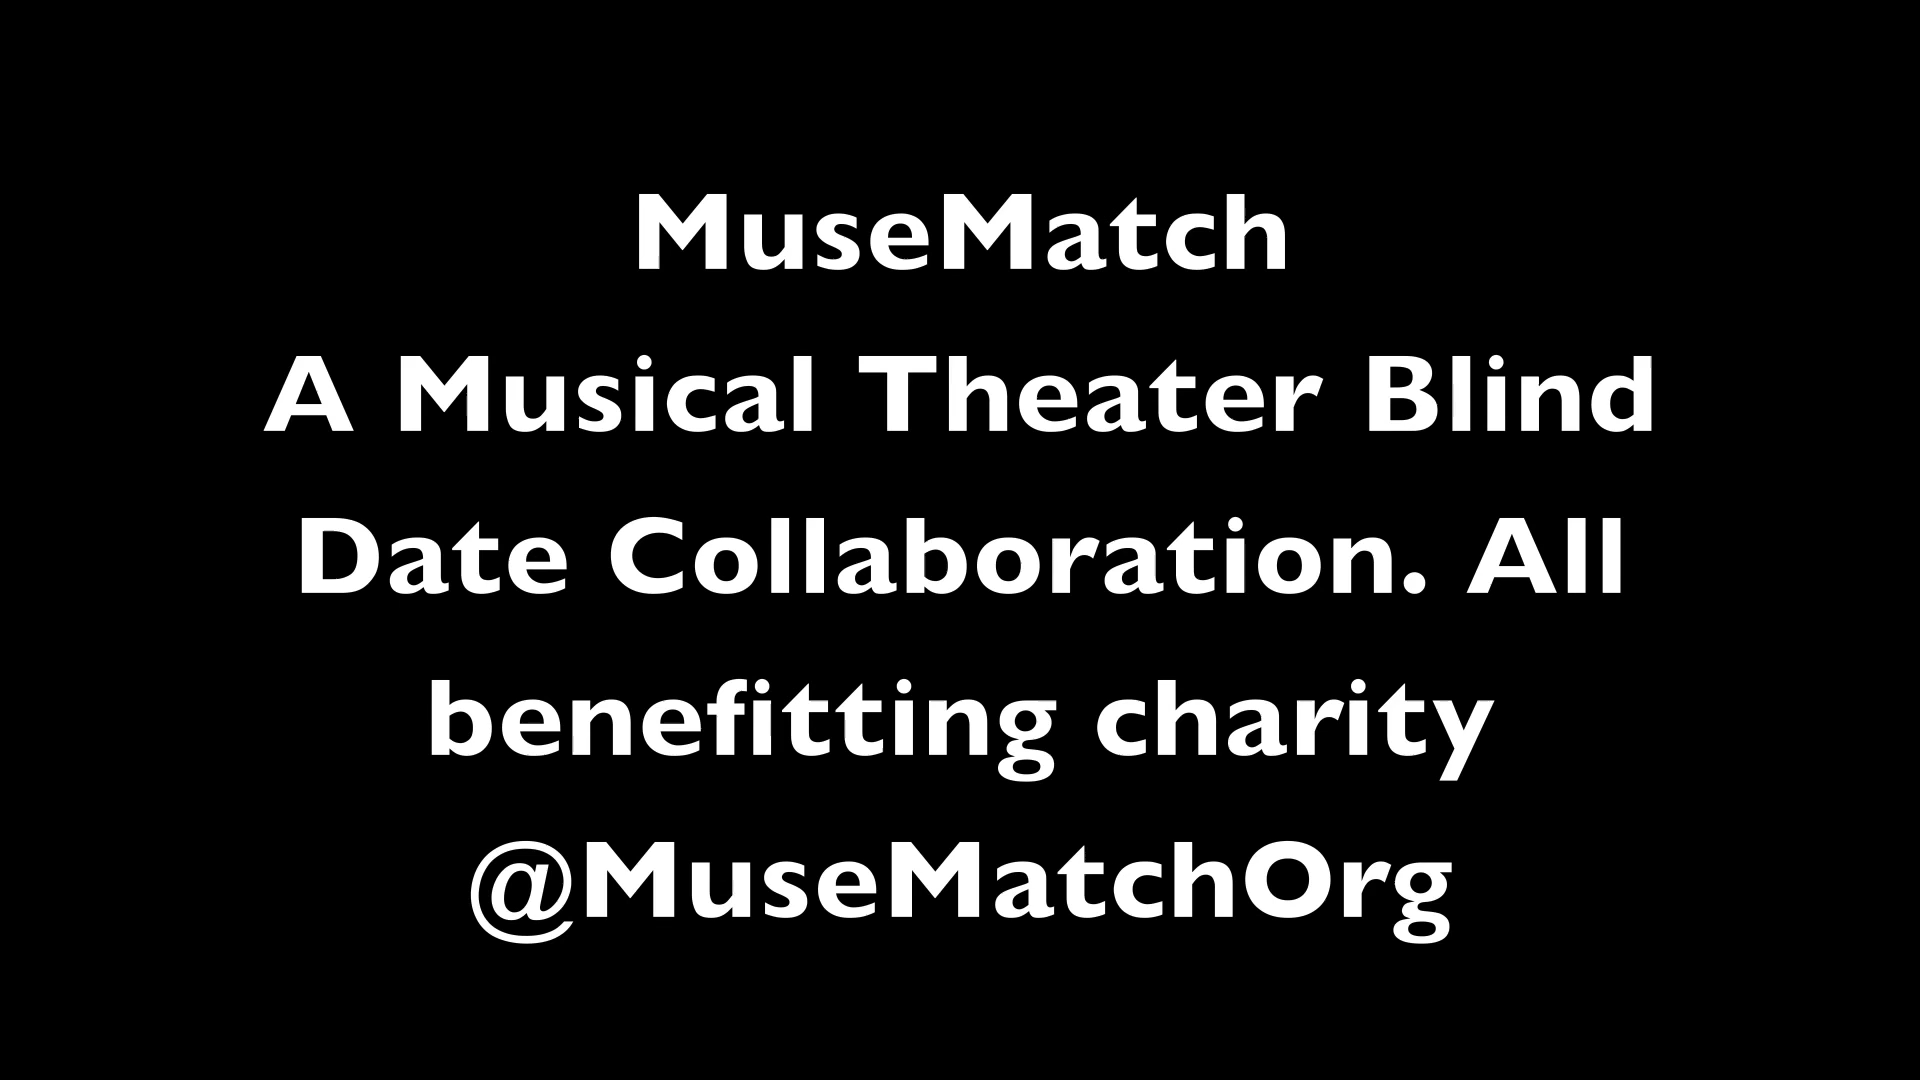 MuseMatch
A Musical Theater Blind
Date Collaboration. All
benefitting charity
@MuseMatchOrg